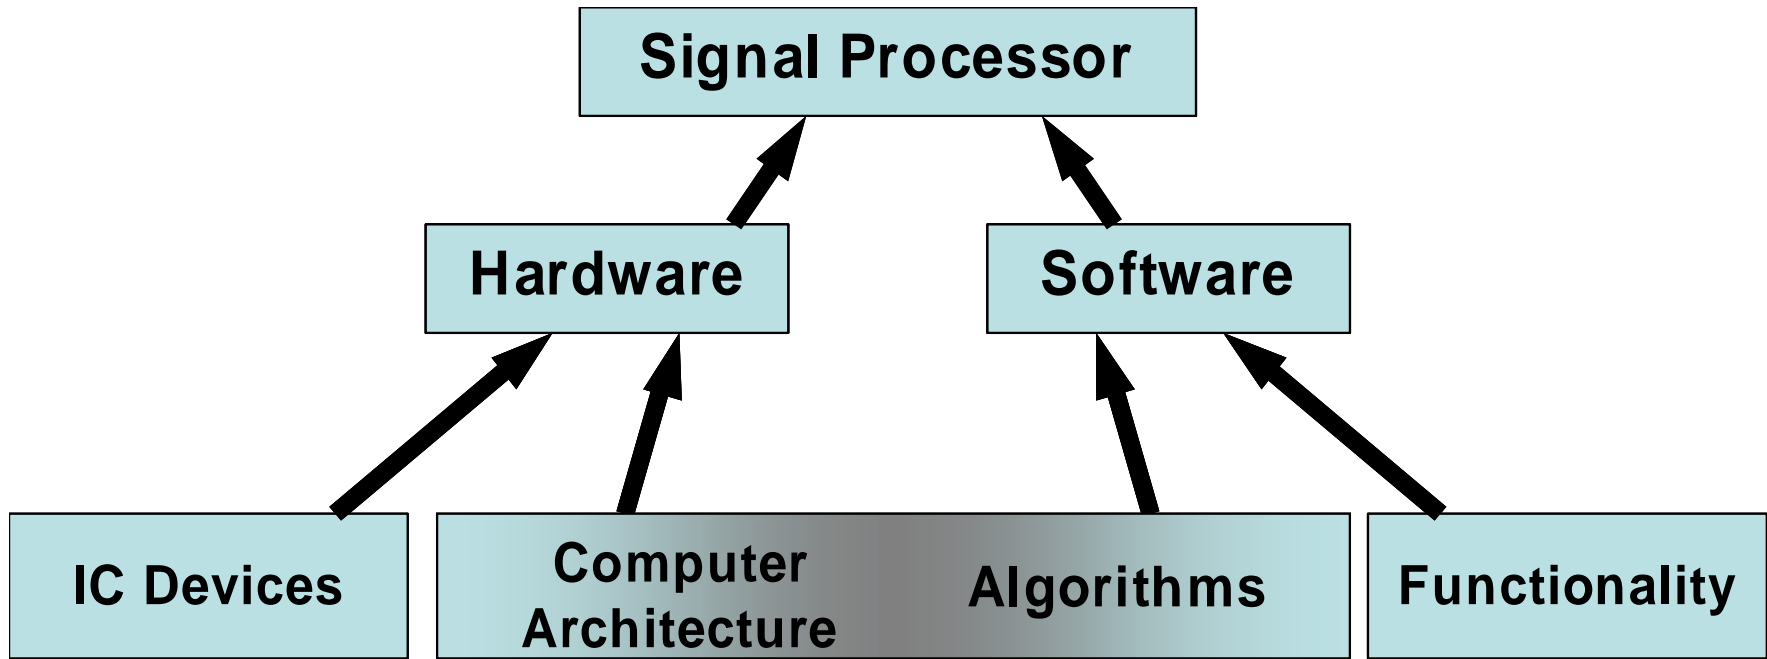 Signal Processor
Hardware
Software
IC Devices
Computer
Architecture
Algorithms
Functionality